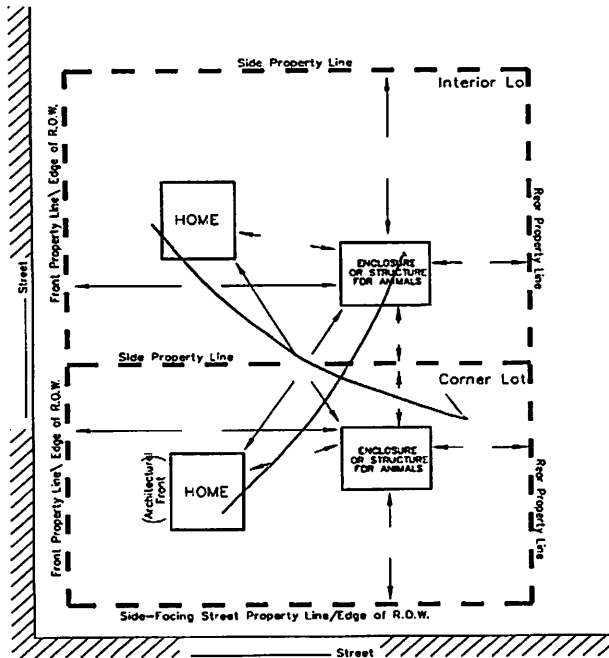 Side Property Line
Interior Lo
Front Property Line\ Edge of R.O.W.
HOME
Rear Property Line
ENCLOSURE
OR STRUCTURE
FOR ANIMALS
Street
Side Property Line
Corner Lot
Front Property Line\ Edge of R.O.W.
ENCLOSURE
OR STRUCTURE
FOR ANIMALS
(Architectural)
Front
HOME
Rear Property Line
Side-Facing Street Property Line/Edge of R.O.W.
Street